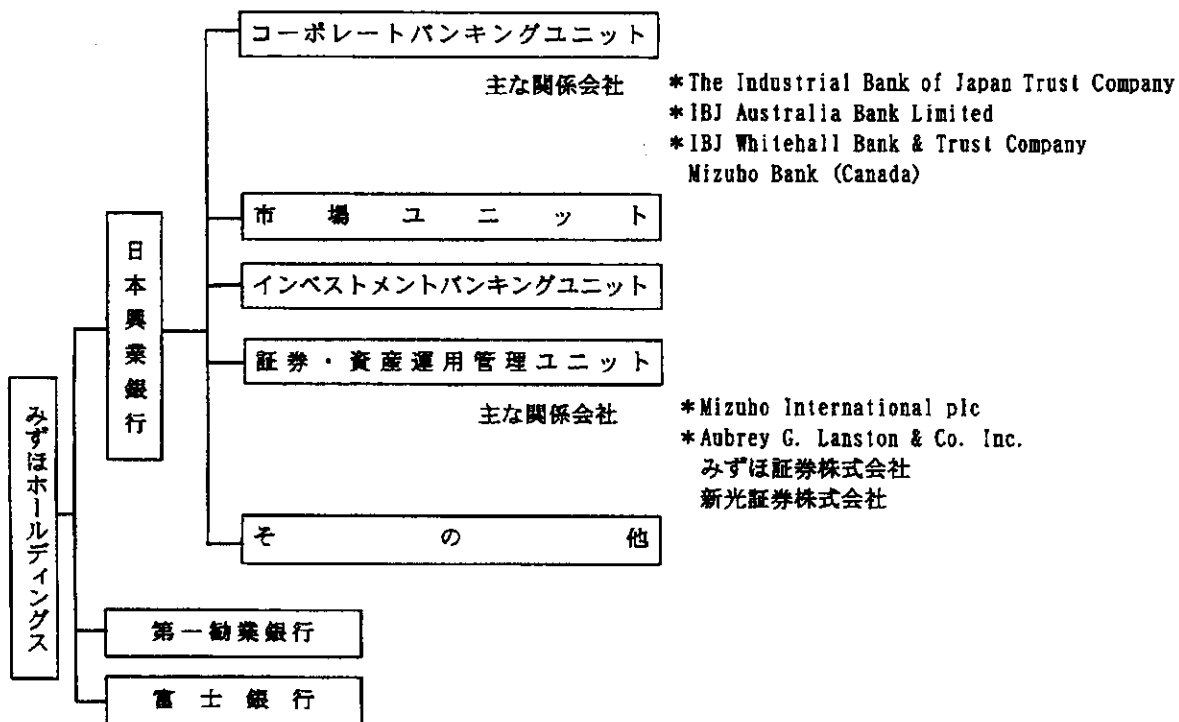 コーポレートバンキングユニット
主な関係会社
*The Industrial Bank of Japan Trust Company
*IBJ Australia Bank Limited
*IBJ Whitehall Bank & Trust Company
Mizuho Bank (Canada)
市場ユニット
日本興業銀行
インベストメントバンキングユニット
証券・資産運用管理ユニット
主な関係会社
*Mizuho International plc
*Aubrey G. Lanston & Co. Inc.
みずほ証券株式会社
新光証券株式会社
みずほホールディングス
その他
第一勧業銀行
富士銀行